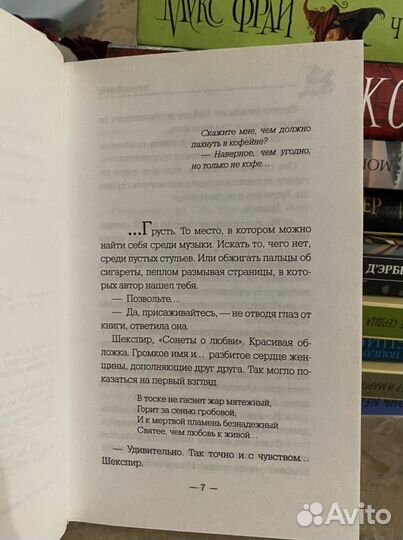 МАКС ФРАЙ
Скажите мне, чем должно
пахнуть в кофейне?
— Наверное, чем угодно,
но только не кофе…
…Грусть. То место, в котором можно
найти себя среди музыки. Искать то, чего нет,
среди пустых стульев. Или обжигать пальцы об
сигареты, пеплом размывая страницы, в кото-
рых автор нашел тебя.
— Позвольте…
— Да, присаживайтесь, — не отводя глаз от
книги, ответила она.
Шекспир, «Сонеты о любви». Красивая об-
ложка. Громкое имя и… разбитое сердце жен-
щины, дополняющие друг друга. Так могло по-
казаться на первый взгляд.
В тоске не гаснет жар мятежный,
Горит за сенью гробовой,
И к мертвой пламень безнадежный
Святее, чем любовь к живой…
— Удивительно. Так точно и с чувством…
Шекспир.
— 7 —
Д'ЭРБ
СЕРДЦА
Avito